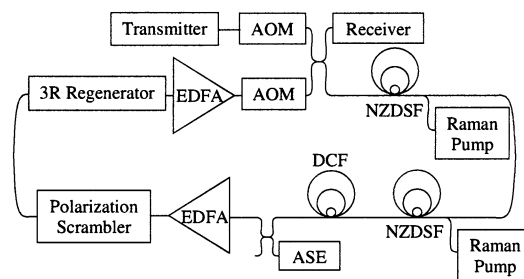 Transmitter
AOM
Receiver
3R Regenerator
EDFA
AOM
NZDSF
Raman
Pump
DCF
Polarization
Scrambler
EDFA
ASE
NZDSF
Raman
Pump